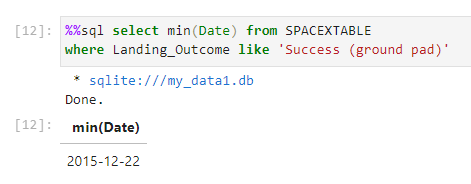 [12]: %%sql select min(Date) from SPACEXTABLE
where Landing_Outcome like 'Success (ground pad)'
* sqlite:///my_data1.db
Done.
[12]: min(Date)
2015-12-22